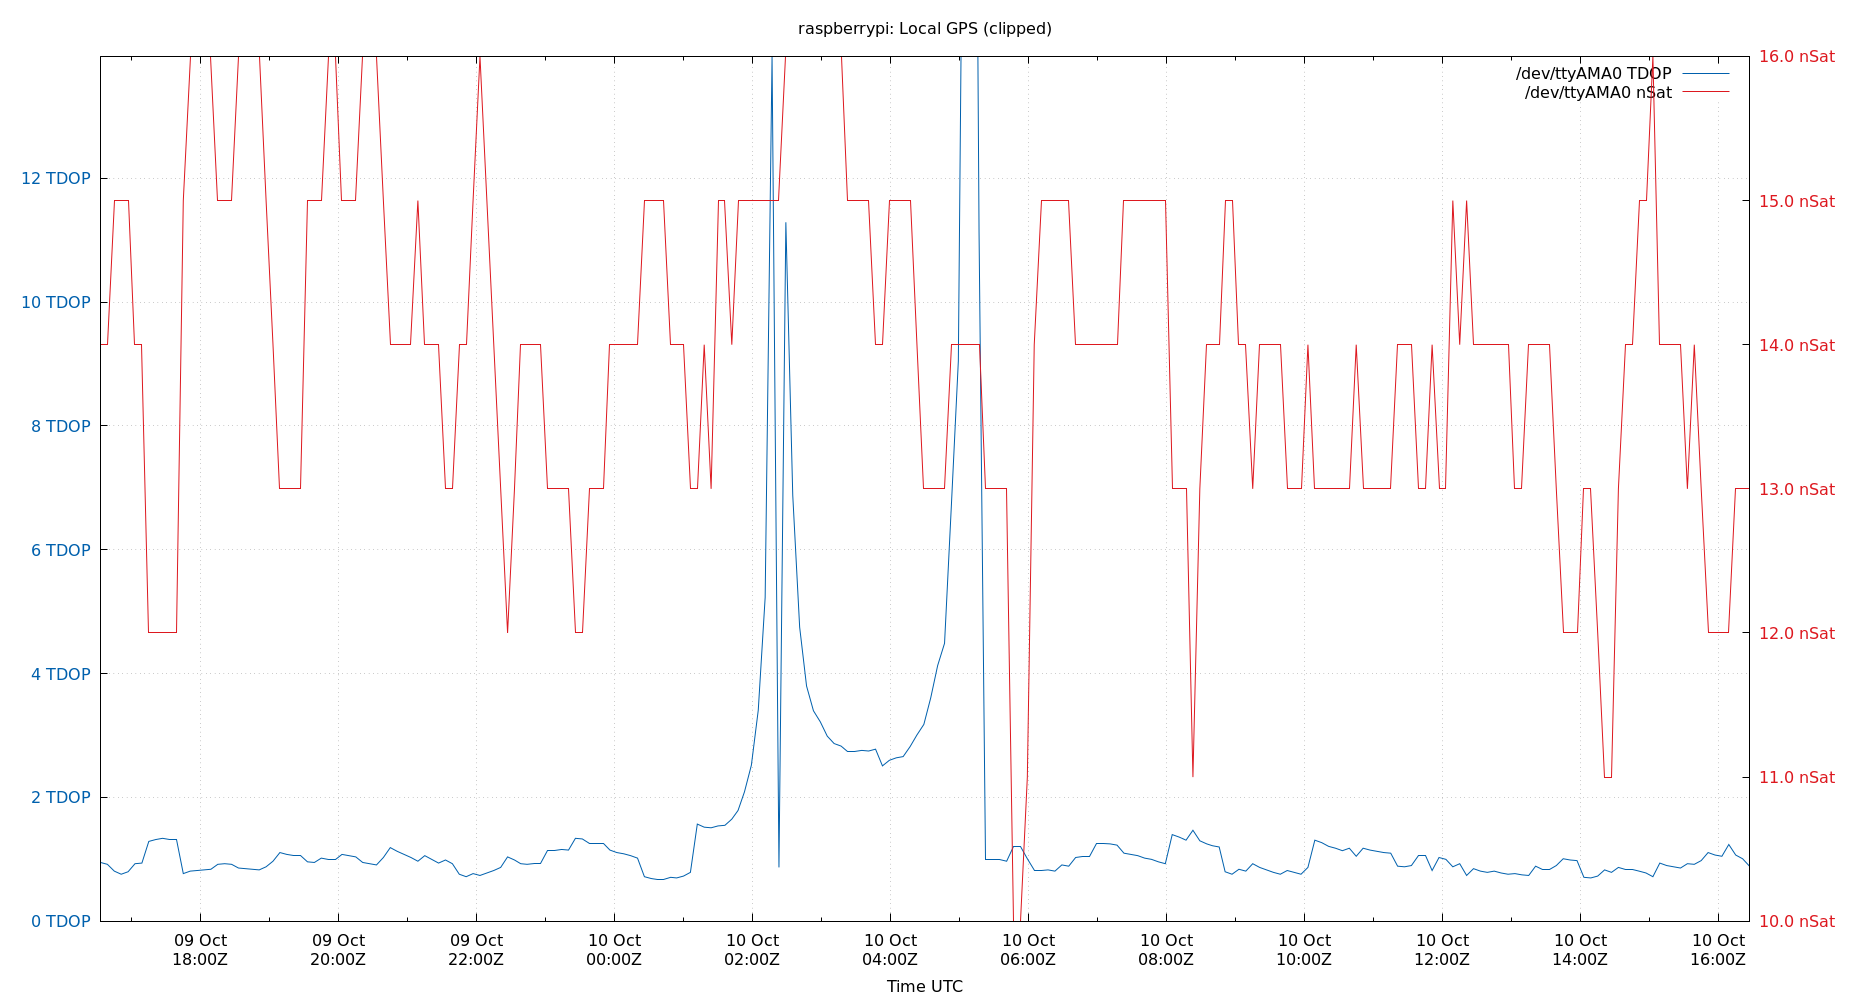 raspberrypi: Local GPS (clipped)
16.0 nSat
/dev/ttyAMA0 TDOP
/dev/ttyAMA0 nSat
12 TDOP
15.0 nSat
10 TDOP
14.0 nSat
8 TDOP
13.0 nSat
6 TDOP
12.0 nSat
4 TDOP
11.0 nSat
2 TDOP
0 TDOP
10.0 nSat
09 Oct 09 Oct 09 Oct 10 Oct 10 Oct 10 Oct 10 Oct 10 Oct 10 Oct 10 Oct 10 Oct 10 Oct
18:00Z 20:00Z 22:00Z 00:00Z 02:00Z 04:00Z 06:00Z 08:00Z 10:00Z 12:00Z 14:00Z 16:00Z
Time UTC